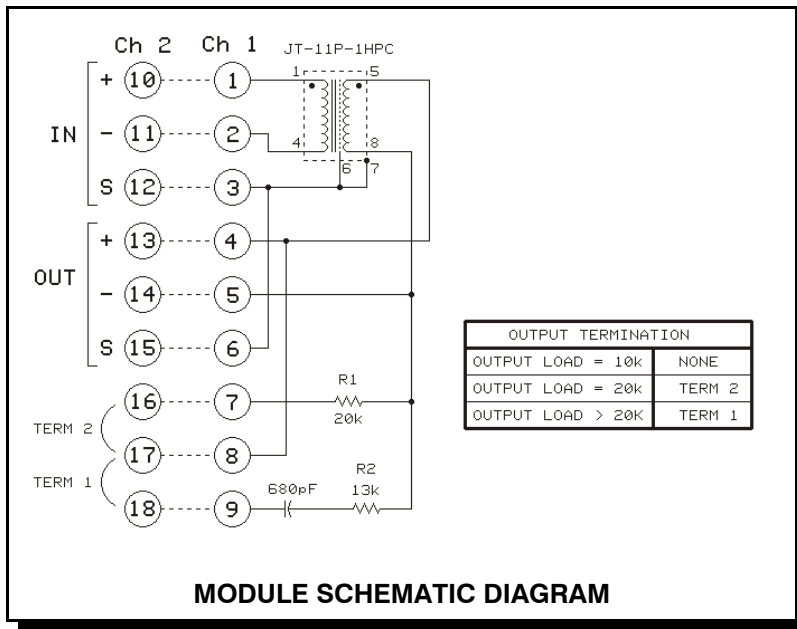 Ch 2 Ch 1 JT-11P-1HPC
+ 10 1 1 5
IN - 11 2 4 8
6 7
S 12 3
+ 13 4
OUT - 14 5
S 15 6
OUTPUT TERMINATION
OUTPUT LOAD = 10k NONE
OUTPUT LOAD = 20k TERM 2
OUTPUT LOAD > 20K TERM 1
R1
16 7
20k
TERM 2
17 8
R2
TERM 1 680pF 13k
18 9
MODULE SCHEMATIC DIAGRAM